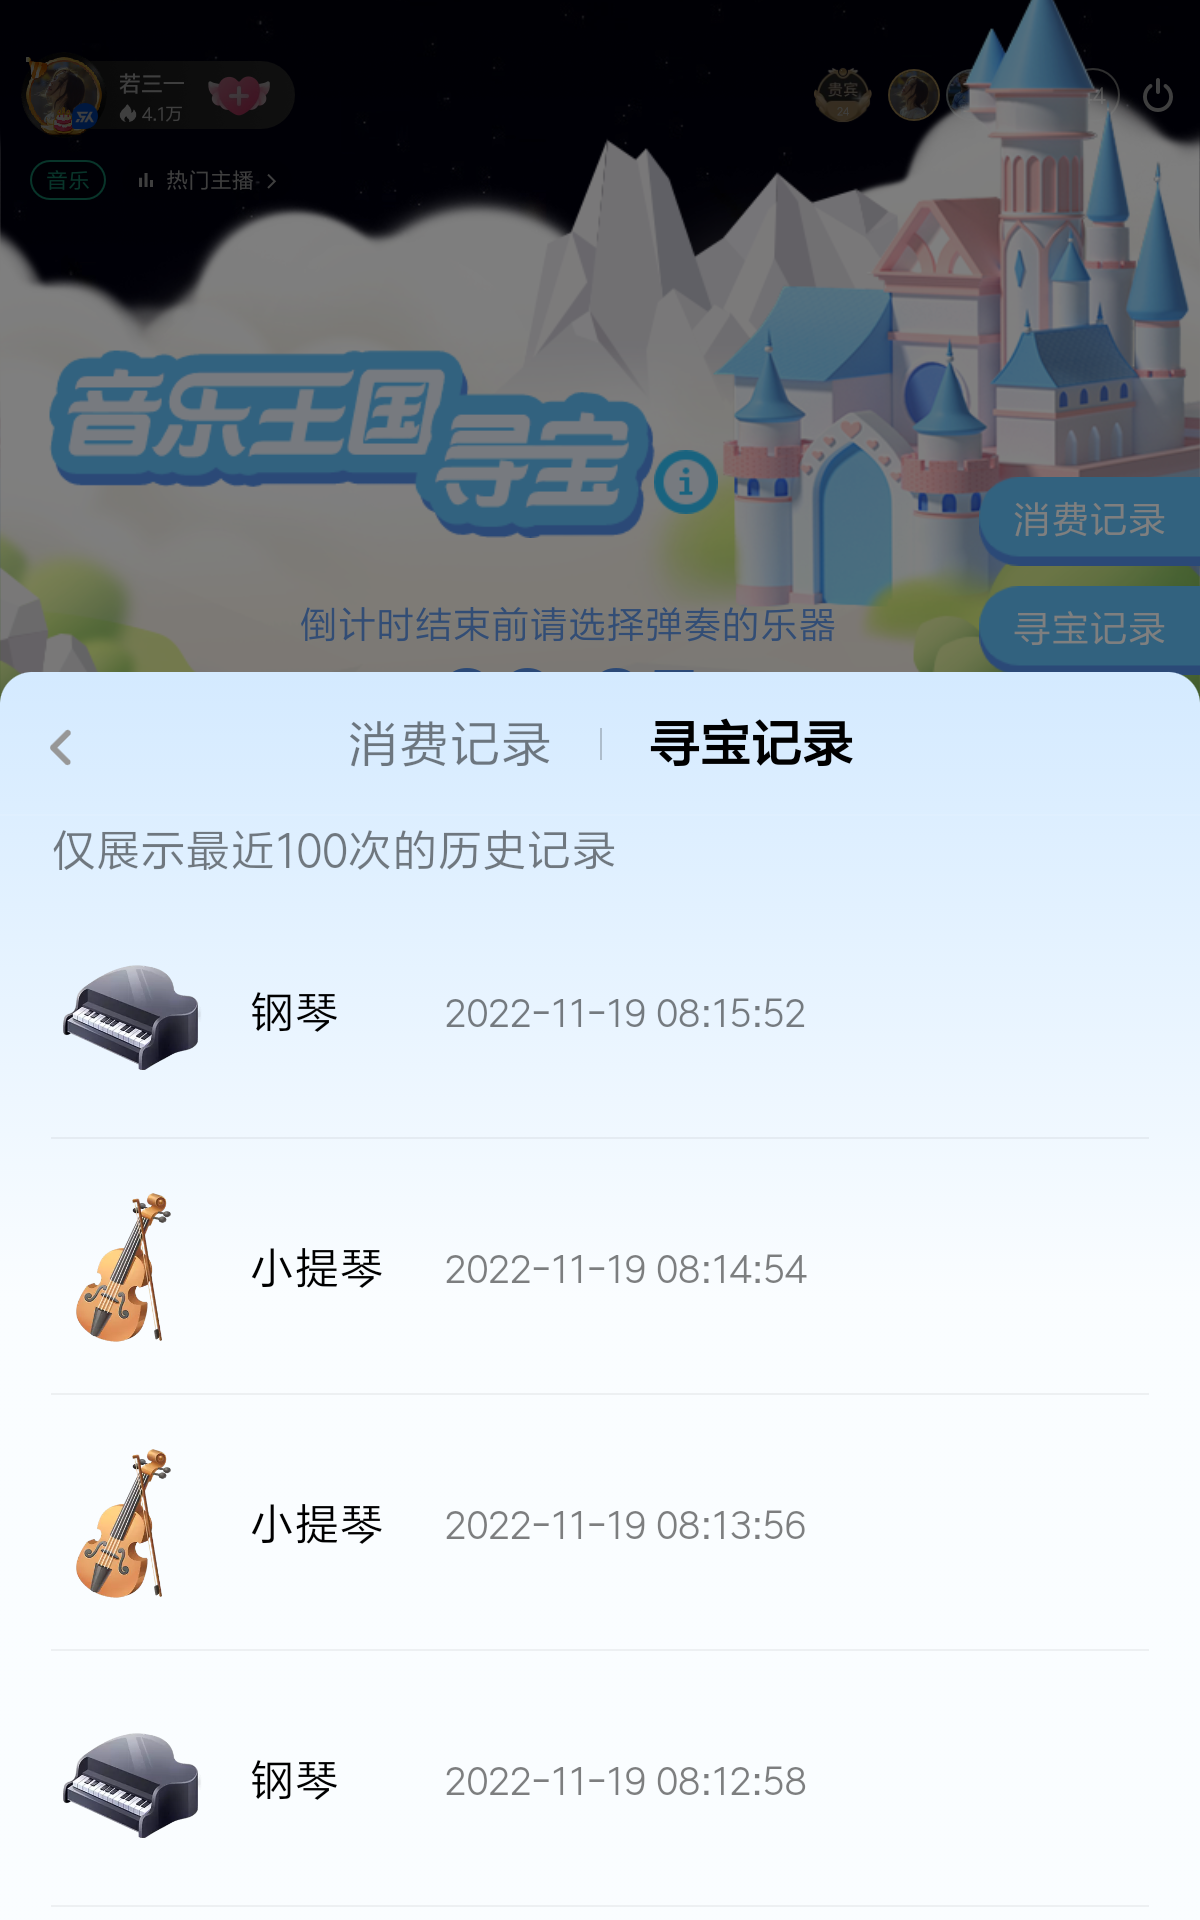 若三一
4.1万
贵宾
24
4
音乐
热门主播
音乐王国
寻宝
i
消费记录
寻宝记录
倒计时结束前请选择弹奏的乐器
消费记录
寻宝记录
仅展示最近100次的历史记录
钢琴 2022-11-19 08:15:52
小提琴 2022-11-19 08:14:54
小提琴 2022-11-19 08:13:56
钢琴 2022-11-19 08:12:58